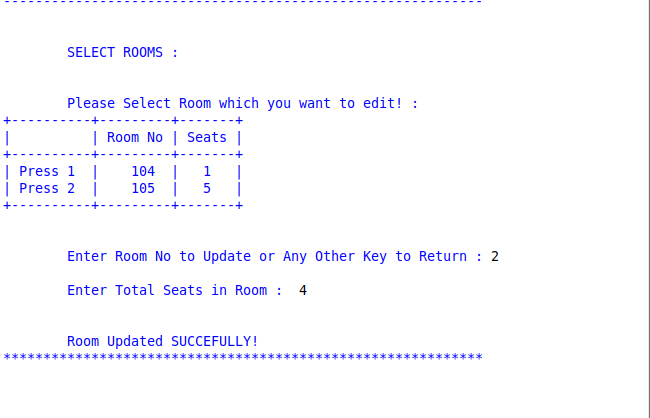 ------------------------------------------------------------
SELECT ROOMS :
Please Select Room which you want to edit! :
+----------+---------+-------+
|          | Room No | Seats |
+----------+---------+-------+
| Press 1  |    104  |   1   |
| Press 2  |    105  |   5   |
+----------+---------+-------+
Enter Room No to Update or Any Other Key to Return : 2
Enter Total Seats in Room :  4
Room Updated SUCCEFULLY!
************************************************************